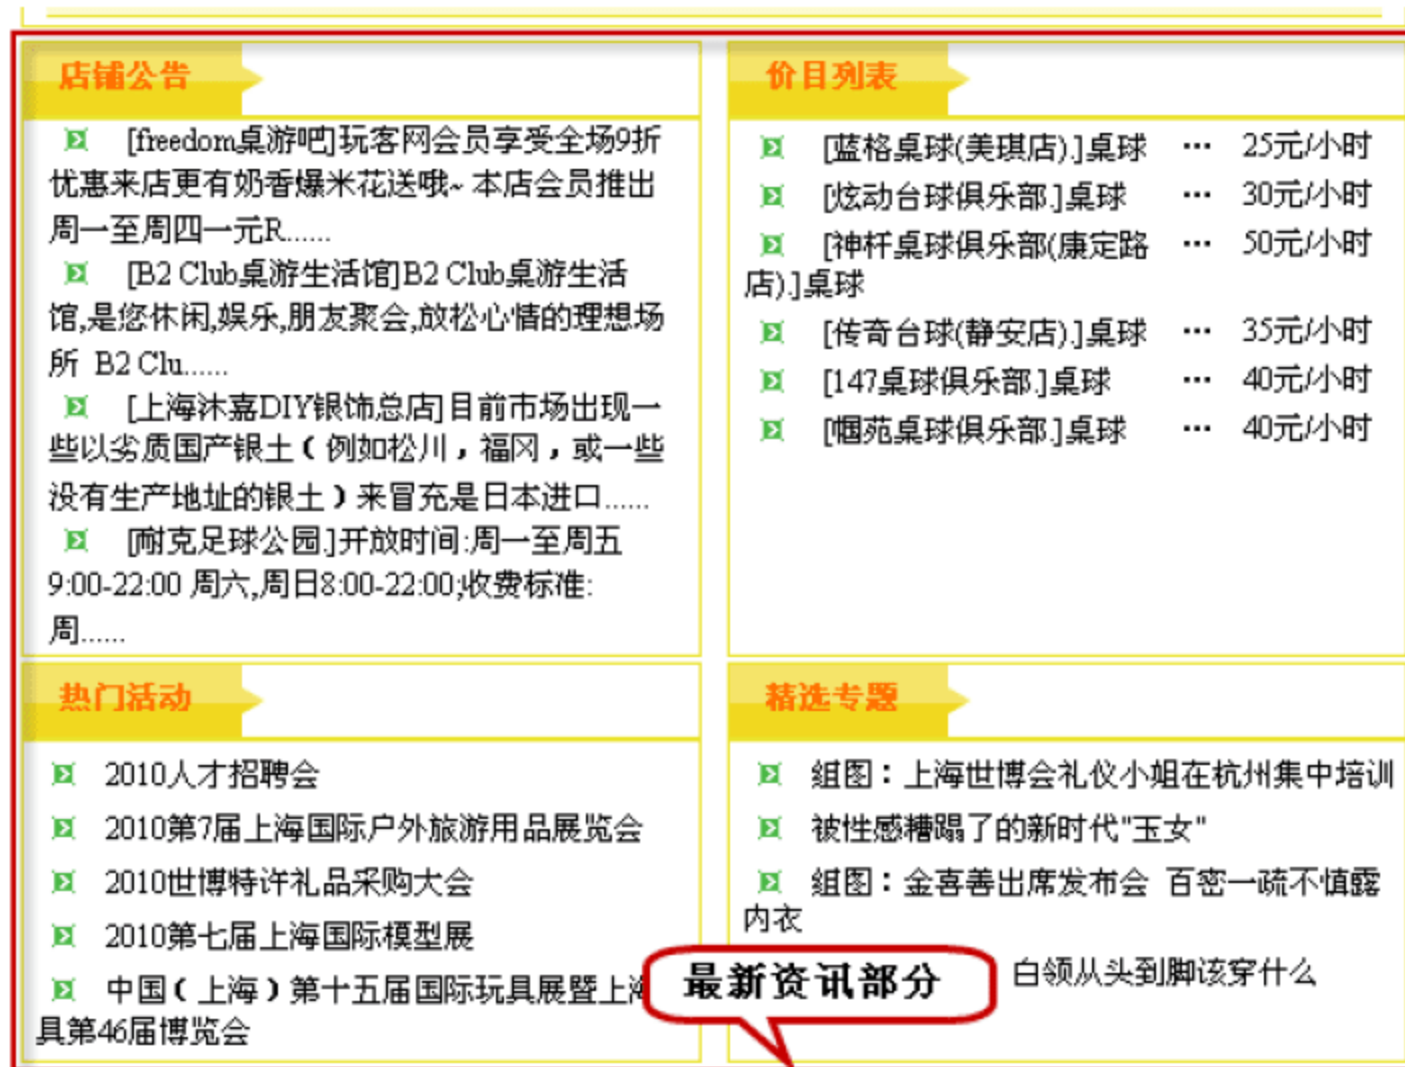 店铺公告
[freedom桌游吧]玩客网会员享受全场9折
优惠来店更有奶香爆米花送哦~ 本店会员推出
周一至周四一元R......
[B2 Club桌游生活馆]B2 Club桌游生活
馆,是您休闲,娱乐,朋友聚会,放松心情的理想场
所 B2 Clu......
[上海沐嘉DIY银饰总店]目前市场出现一
些以劣质国产银土(例如松川,福冈,或一些
没有生产地址的银土)来冒充是日本进口......
[耐克足球公园.]开放时间:周一至周五
9:00-22:00 周六,周日8:00-22:00;收费标准:
周......
价目列表
[蓝格桌球(美琪店).]桌球 ... 25元/小时
[炫动台球俱乐部.]桌球 ... 30元/小时
[神杆桌球俱乐部(康定路 ... 50元/小时
店).]桌球
[传奇台球(静安店).]桌球 ... 35元/小时
[147桌球俱乐部.]桌球 ... 40元/小时
[帼苑桌球俱乐部.]桌球 ... 40元/小时
热门活动
2010人才招聘会
2010第7届上海国际户外旅游用品展览会
2010世博特许礼品采购大会
2010第七届上海国际模型展
中国(上海)第十五届国际玩具展暨上海
具第46届博览会
精选专题
组图:上海世博会礼仪小姐在杭州集中培训
被性感糟蹋了的新时代"玉女"
组图:金喜善出席发布会 百密一疏不慎露
内衣
白领从头到脚该穿什么
最新资讯部分